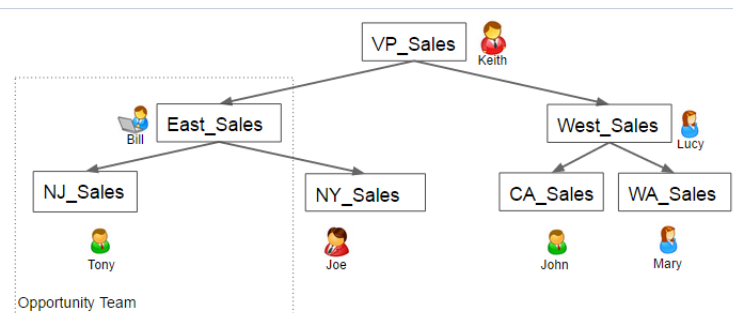 VP_Sales
Keith
East_Sales
Bill
West_Sales
Lucy
NJ_Sales
NY_Sales
CA_Sales
WA_Sales
Tony
Joe
John
Mary
Opportunity Team